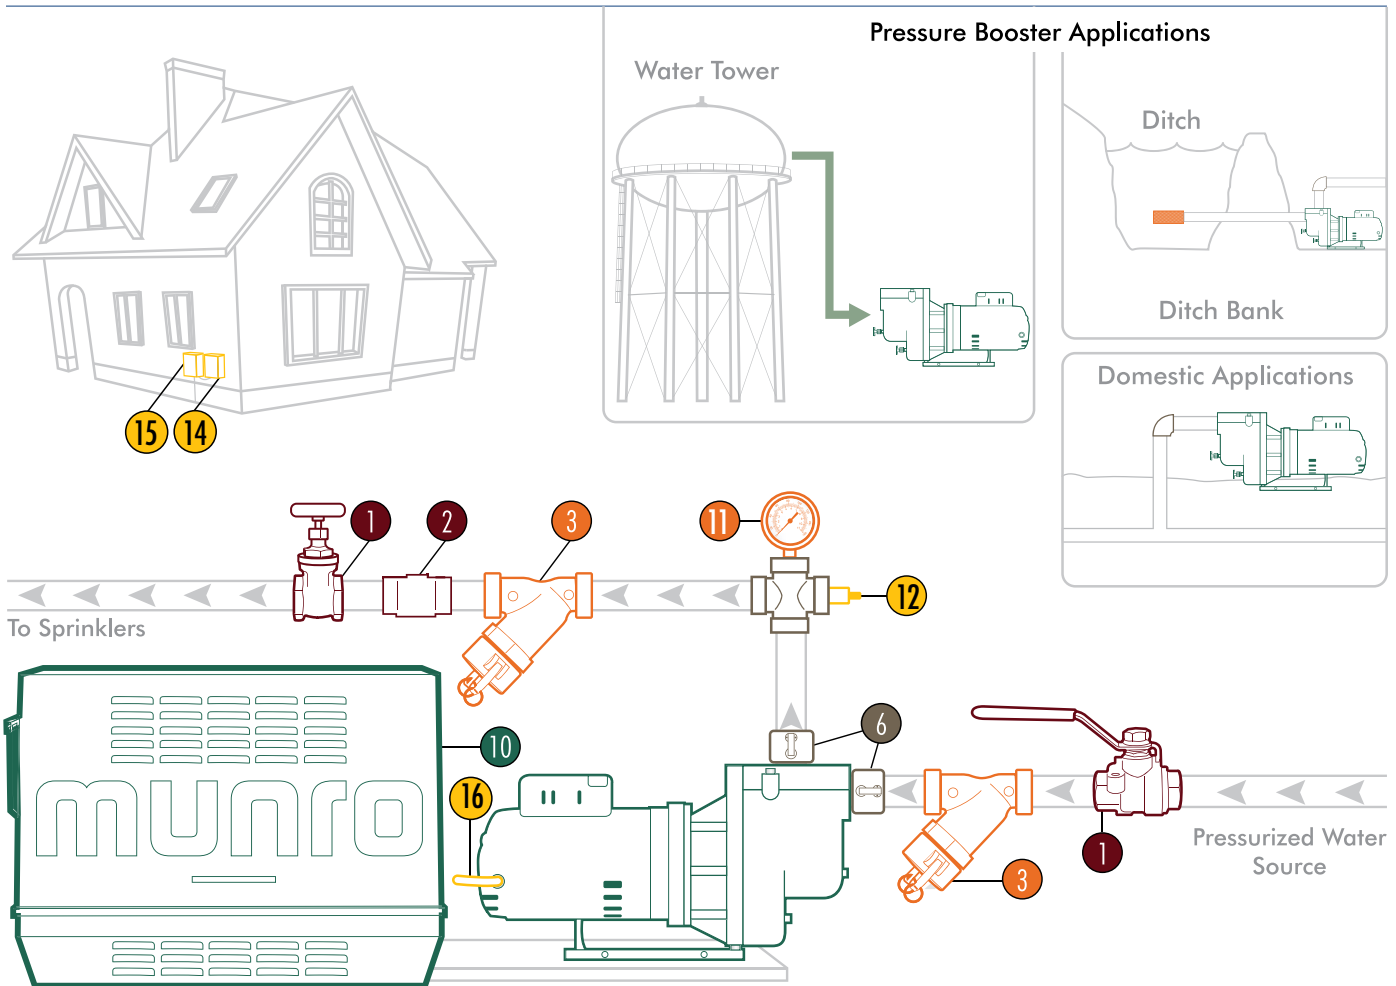 Pressure Booster Applications
Water Tower
Ditch
Ditch Bank
Domestic Applications
15
14
1
2
3
11
12
To Sprinklers
6
10
munro
16
1
3
Pressurized Water
Source